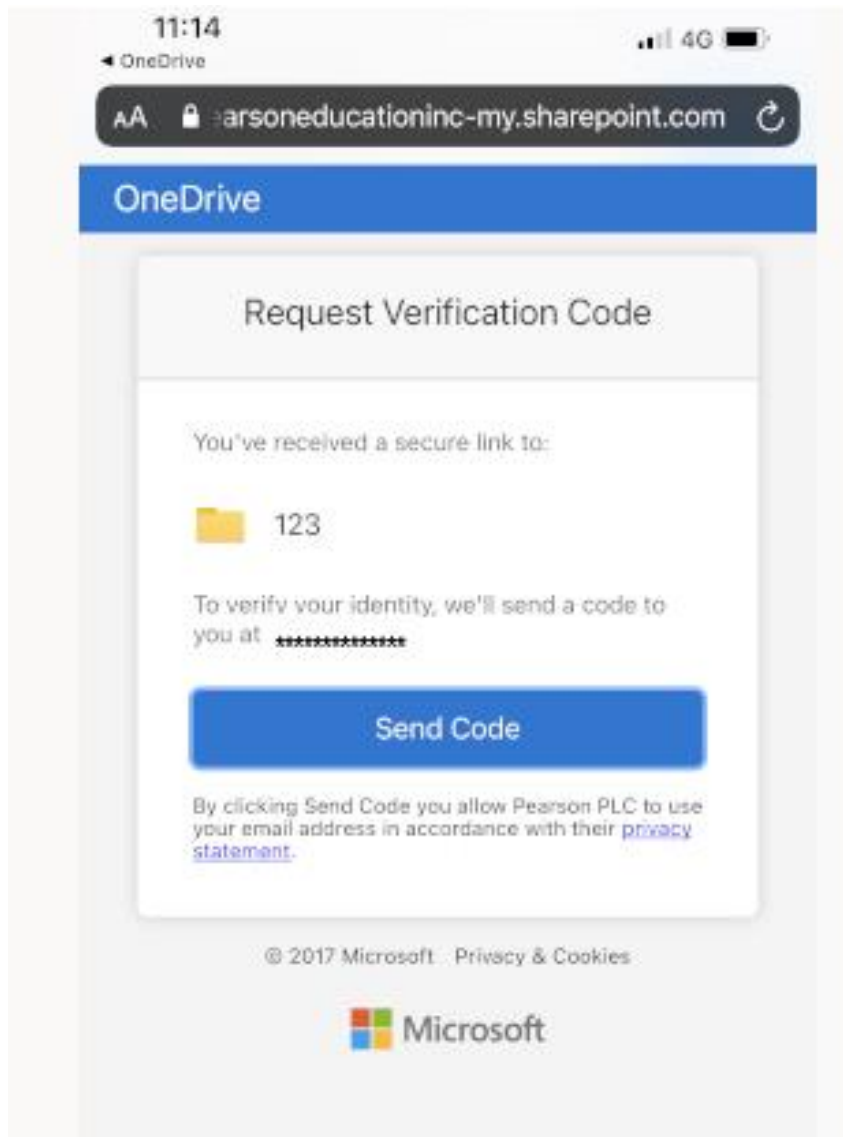 11:14
4G
◄ OneDrive
AA earsoneducationinc-my.sharepoint.com
OneDrive
Request Verification Code
You've received a secure link to:
123
To verify your identity, we'll send a code to
you at **************
Send Code
By clicking Send Code you allow Pearson PLC to use
your email address in accordance with their privacy
statement.
© 2017 Microsoft Privacy & Cookies
Microsoft